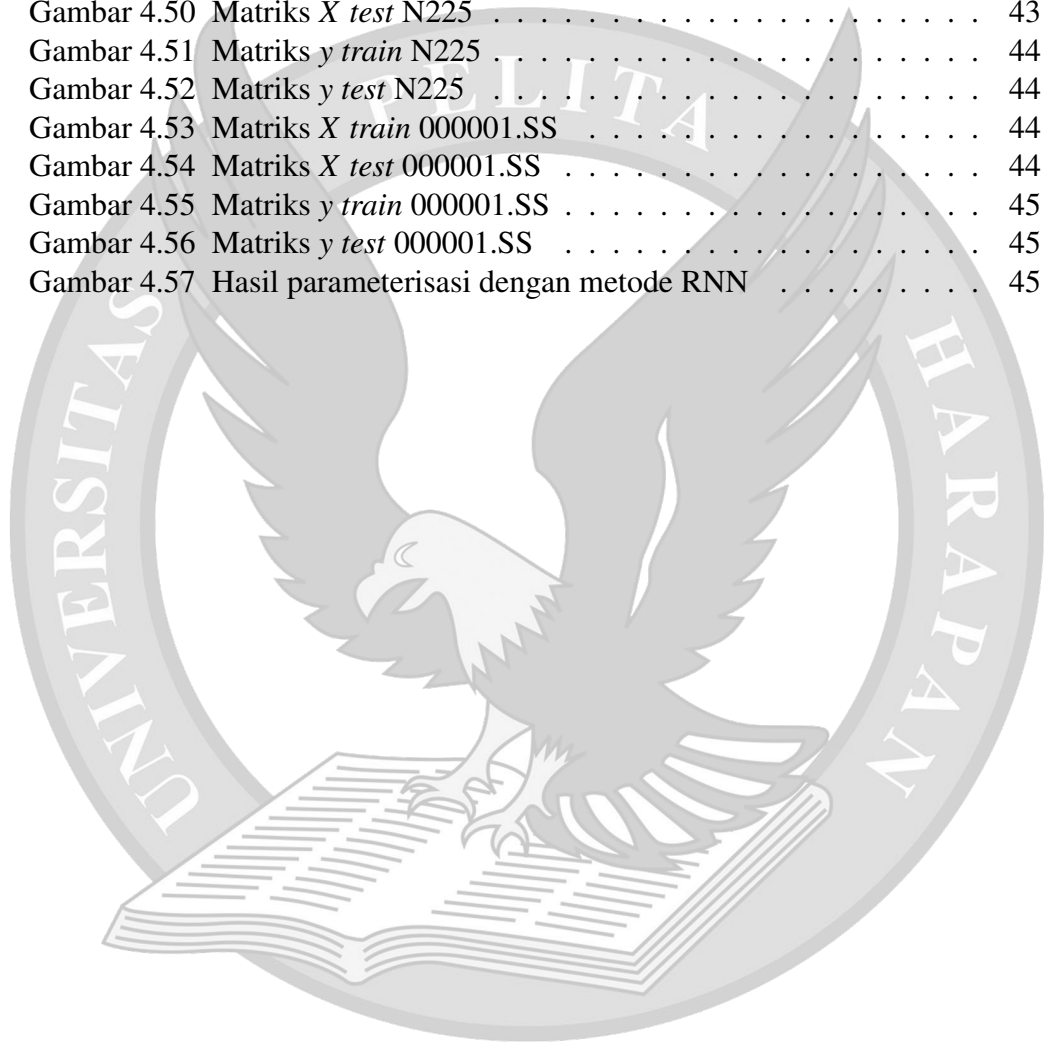 Gambar 4.50 Matriks X test N225 . . . . . . . . . . . . . . . . . . . . . 43
Gambar 4.51 Matriks y train N225 . . . . . . . . . . . . . . . . . . . . . 44
Gambar 4.52 Matriks y test N225 . . . . . . . . . . . . . . . . . . . . . 44
Gambar 4.53 Matriks X train 000001.SS . . . . . . . . . . . . . . . . . 44
Gambar 4.54 Matriks X test 000001.SS . . . . . . . . . . . . . . . . . . 44
Gambar 4.55 Matriks y train 000001.SS . . . . . . . . . . . . . . . . . . 45
Gambar 4.56 Matriks y test 000001.SS . . . . . . . . . . . . . . . . . . 45
Gambar 4.57 Hasil parameterisasi dengan metode RNN . . . . . . . . . 45
UNIVERSITAS PELITA HARAPAN